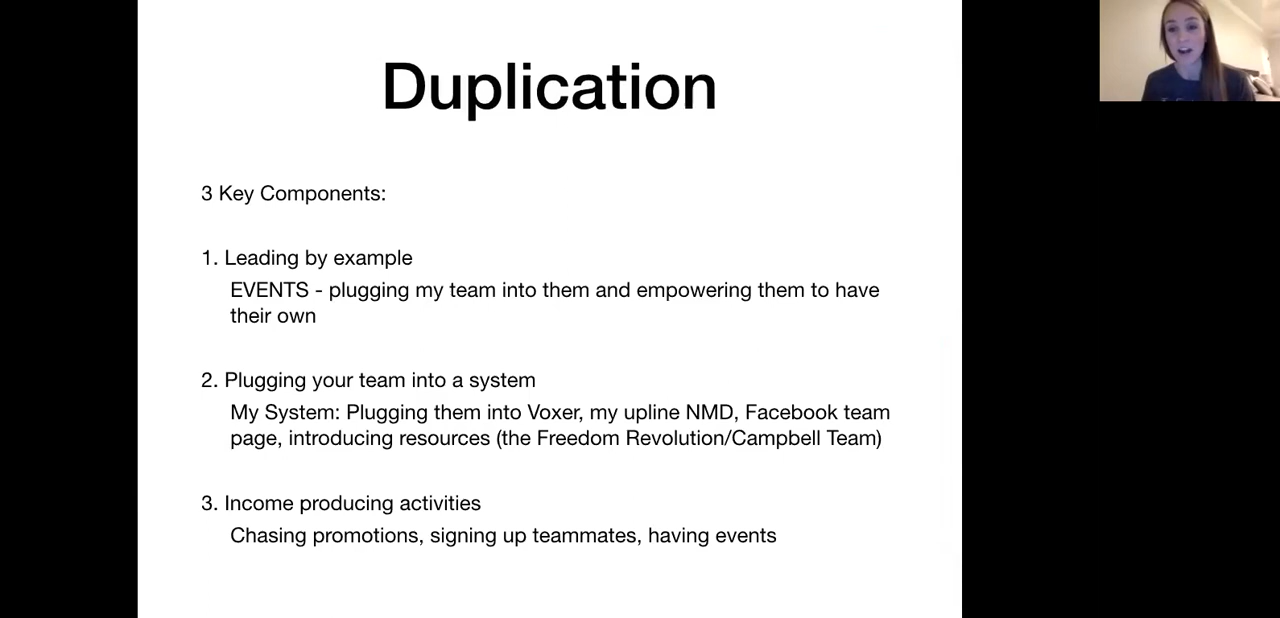 Duplication
3 Key Components:
1. Leading by example
EVENTS - plugging my team into them and empowering them to have
their own
2. Plugging your team into a system
My System: Plugging them into Voxer, my upline NMD, Facebook team
page, introducing resources (the Freedom Revolution/Campbell Team)
3. Income producing activities
Chasing promotions, signing up teammates, having events